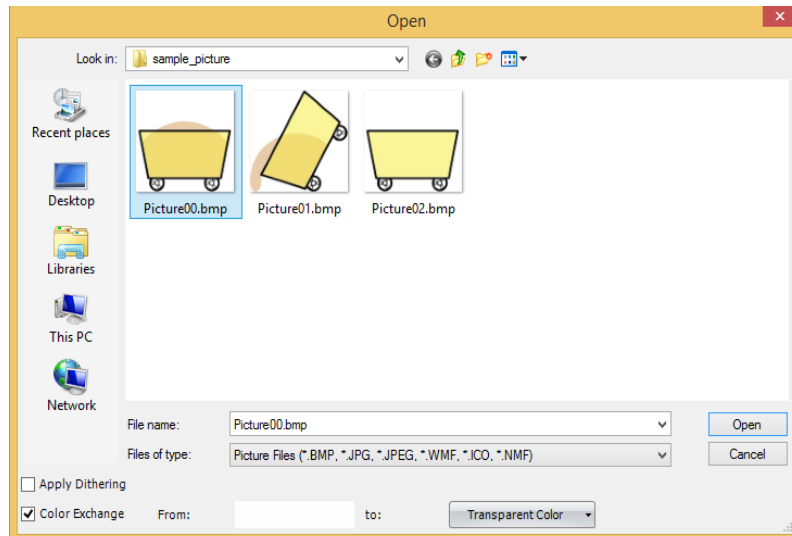 Open
Look in: sample_picture
Recent places
Desktop
Libraries
This PC
Network
Picture00.bmp Picture01.bmp Picture02.bmp
File name: Picture00.bmp Open
Files of type: Picture Files (*.BMP, *.JPG, *.JPEG, *.WMF, *.ICO, *.NMF) Cancel
Apply Dithering
Color Exchange From: to: Transparent Color